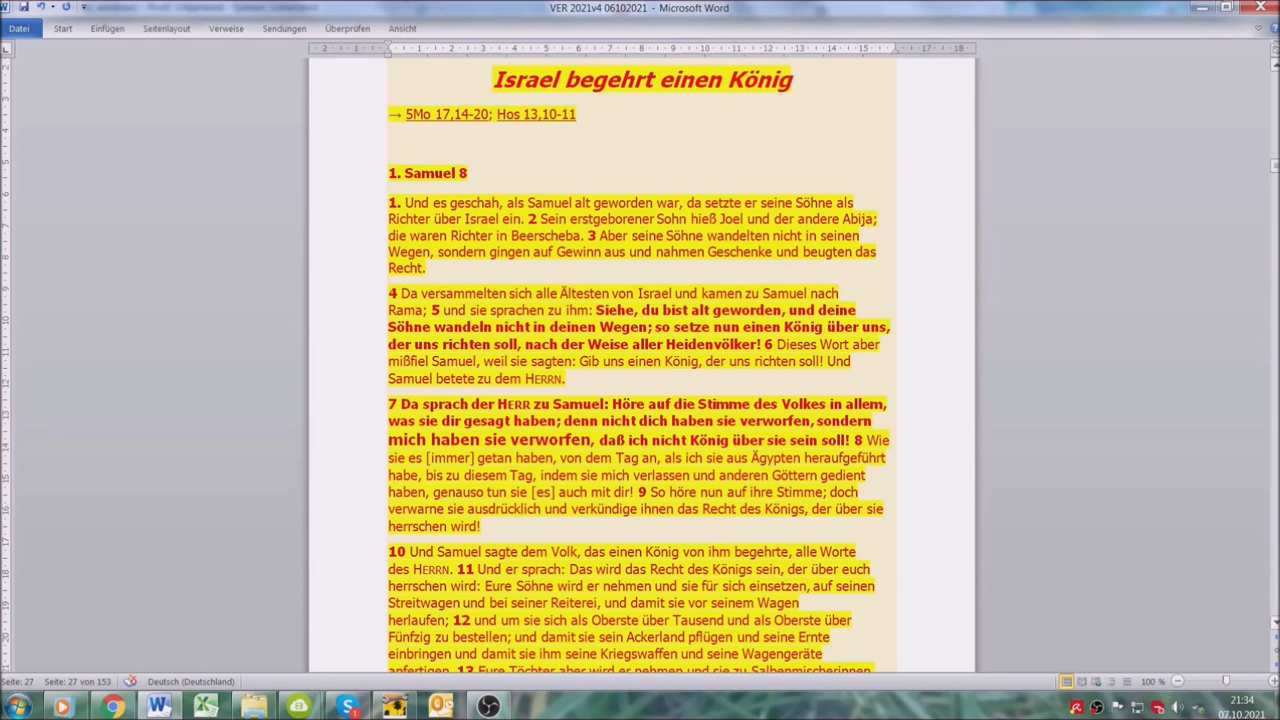 VER 2021v4 06102021 - Microsoft Word
Datei Start Einfügen Seitenlayout Verweise Sendungen Überprüfen Ansicht
2 1 1 2 3 4 5 6 7 8 9 10 11 12 13 14 15 17 18
Israel begehrt einen König
→ 5Mo 17,14-20; Hos 13,10-11
1. Samuel 8
1. Und es geschah, als Samuel alt geworden war, da setzte er seine Söhne als
Richter über Israel ein. 2 Sein erstgeborener Sohn hieß Joel und der andere Abija;
die waren Richter in Beerscheba. 3 Aber seine Söhne wandelten nicht in seinen
Wegen, sondern gingen auf Gewinn aus und nahmen Geschenke und beugten das
Recht.
4 Da versammelten sich alle Ältesten von Israel und kamen zu Samuel nach
Rama; 5 und sie sprachen zu ihm: Siehe, du bist alt geworden, und deine
Söhne wandeln nicht in deinen Wegen; so setze nun einen König über uns,
der uns richten soll, nach der Weise aller Heidenvölker! 6 Dieses Wort aber
mißfiel Samuel, weil sie sagten: Gib uns einen König, der uns richten soll! Und
Samuel betete zu dem HERRN.
7 Da sprach der HERR zu Samuel: Höre auf die Stimme des Volkes in allem,
was sie dir gesagt haben; denn nicht dich haben sie verworfen, sondern
mich haben sie verworfen, daß ich nicht König über sie sein soll! 8 Wie
sie es [immer] getan haben, von dem Tag an, als ich sie aus Ägypten heraufgeführt
habe, bis zu diesem Tag, indem sie mich verlassen und anderen Göttern gedient
haben, genauso tun sie [es] auch mit dir! 9 So höre nun auf ihre Stimme; doch
verwarne sie ausdrücklich und verkündige ihnen das Recht des Königs, der über sie
herrschen wird!
10 Und Samuel sagte dem Volk, das einen König von ihm begehrte, alle Worte
des HERRN. 11 Und er sprach: Das wird das Recht des Königs sein, der über euch
herrschen wird: Eure Söhne wird er nehmen und sie für sich einsetzen, auf seinen
Streitwagen und bei seiner Reiterei, und damit sie vor seinem Wagen
herlaufen; 12 und um sie sich als Oberste über Tausend und als Oberste über
Fünfzig zu bestellen; und damit sie sein Ackerland pflügen und seine Ernte
einbringen und damit sie ihm seine Kriegswaffen und seine Wagengeräte
anfertigen. 13 Eure Töchter aber wird er nehmen und sie zu Salbenmischerinnen,
Seite: 27 Seite: 27 von 153 Deutsch (Deutschland) 100 %
21:34
07.10.2021